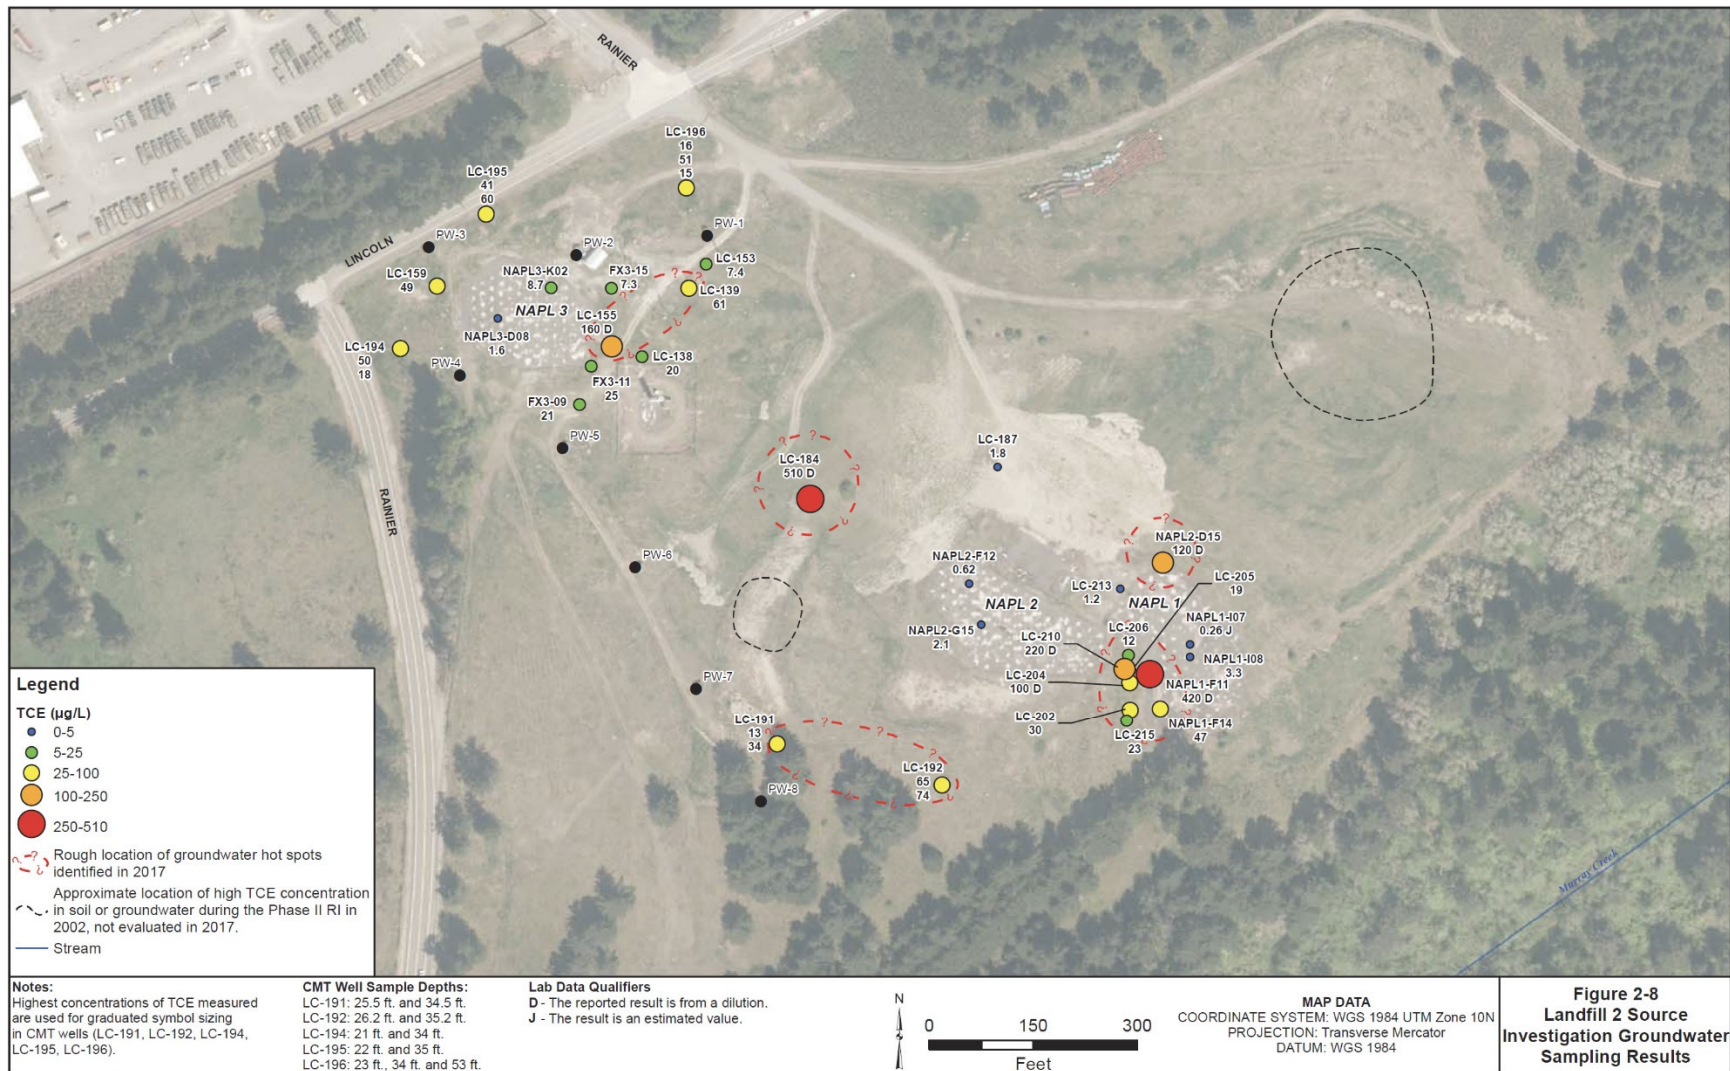 RAINIER
LC-196
16
51
15
LC-195
41
60
PW-1
PW-3
LINCOLN
PW-2
LC-153
7.4
LC-159
49
NAPL3-K02
8.7
FX3-15
7.3
LC-139
61
NAPL 3
LC-155
160 D
NAPL3-D08
1.6
LC-194
50
18
PW-4
LC-138
20
FX3-11
25
FX3-09
21
PW-5
LC-187
1.8
LC-184
510 D
RAINIER
PW-6
NAPL2-D15
120 D
NAPL2-F12
0.62
LC-213
1.2
LC-205
19
NAPL 2
NAPL 1
NAPL1-I07
0.26 J
NAPL2-G15
2.1
LC-206
12
LC-210
220 D
NAPL1-I08
3.3
LC-204
100 D
NAPL1-F11
420 D
PW-7
LC-202
30
NAPL1-F14
47
LC-215
23
LC-191
13
34
LC-192
65
74
PW-8
Murray Creek
Legend
TCE (µg/L)
0-5
5-25
25-100
100-250
250-510
Rough location of groundwater hot spots
identified in 2017
Approximate location of high TCE concentration
in soil or groundwater during the Phase II RI in
2002, not evaluated in 2017.
Stream
Notes:
Highest concentrations of TCE measured
are used for graduated symbol sizing
in CMT wells (LC-191, LC-192, LC-194,
LC-195, LC-196).
CMT Well Sample Depths:
LC-191: 25.5 ft. and 34.5 ft.
LC-192: 26.2 ft. and 35.2 ft.
LC-194: 21 ft. and 34 ft.
LC-195: 22 ft. and 35 ft.
LC-196: 23 ft., 34 ft. and 53 ft.
Lab Data Qualifiers
D - The reported result is from a dilution.
J - The result is an estimated value.
N
0 150 300
Feet
MAP DATA
COORDINATE SYSTEM: WGS 1984 UTM Zone 10N
PROJECTION: Transverse Mercator
DATUM: WGS 1984
Figure 2-8
Landfill 2 Source
Investigation Groundwater
Sampling Results